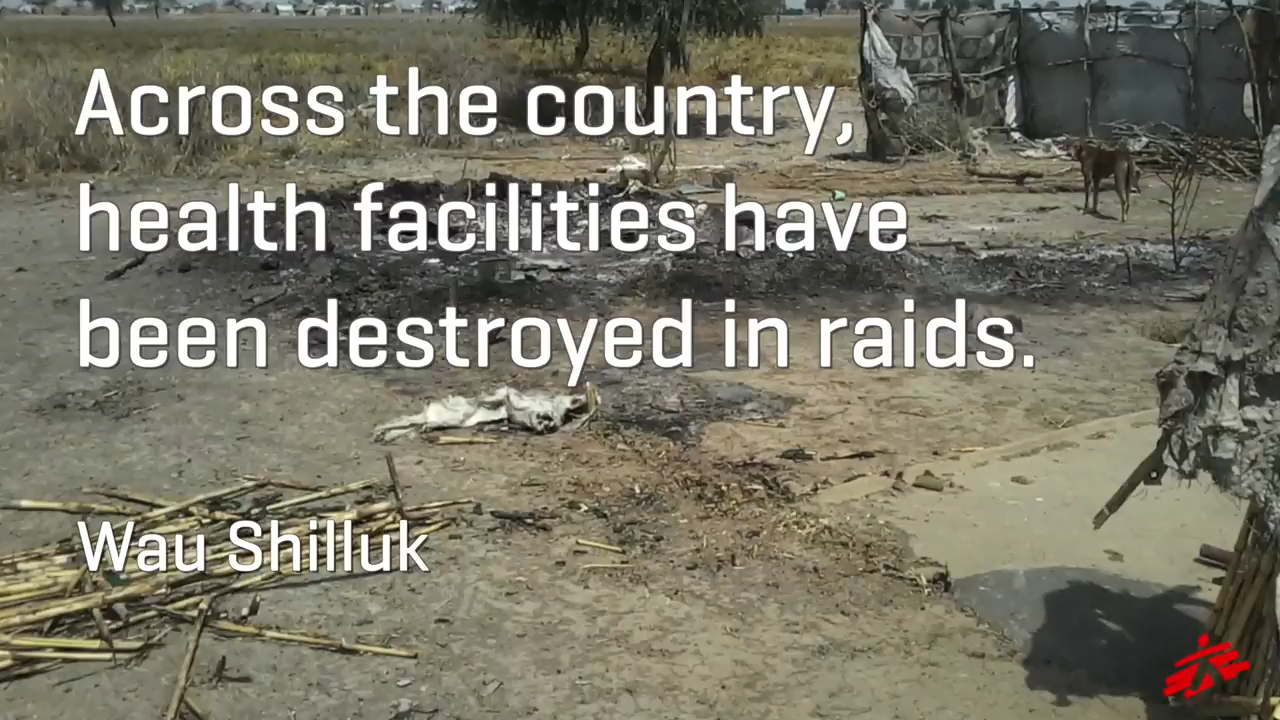 Across the country,
health facilities have
been destroyed in raids.
Wau Shilluk